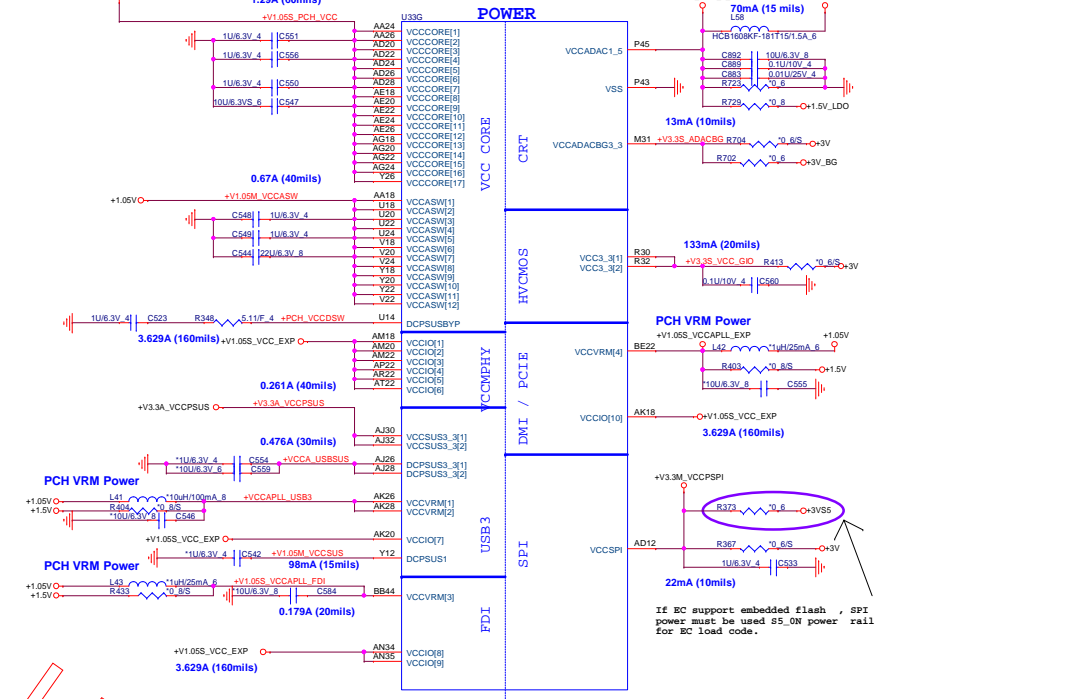 1.29A (60mils)
POWER
U33G
+V1.05S_PCH_VCC
AA24 VCCCORE[1]
AA26 VCCCORE[2]
AD20 VCCCORE[3]
AD22 VCCCORE[4]
AD24 VCCCORE[5]
AD26 VCCCORE[6]
AD28 VCCCORE[7]
AE18 VCCCORE[8]
AE20 VCCCORE[9]
AE22 VCCCORE[10]
AE24 VCCCORE[11]
AE26 VCCCORE[12]
AG18 VCCCORE[13]
AG20 VCCCORE[14]
AG22 VCCCORE[15]
AG24 VCCCORE[16]
Y26 VCCCORE[17]
1U/6.3V_4 C551
1U/6.3V_4 C556
1U/6.3V_4 C550
10U/6.3VS_6 C547
VCC CORE
0.67A (40mils)
+1.05V
+V1.05M_VCCASW
AA18 VCCASW[1]
U18 VCCASW[2]
U20 VCCASW[3]
U22 VCCASW[4]
U24 VCCASW[5]
V18 VCCASW[6]
V20 VCCASW[7]
V24 VCCASW[8]
Y18 VCCASW[9]
Y20 VCCASW[10]
Y22 VCCASW[11]
V22 VCCASW[12]
C548 1U/6.3V_4
C549 1U/6.3V_4
C544 22U/6.3V_8
1U/6.3V_4 C523 R348 5.11/F_4 +PCH_VCCDSW U14 DCPSUSBYP
3.629A (160mils)
+V1.05S_VCC_EXP
AM18 VCCIO[1]
AM20 VCCIO[2]
AM22 VCCIO[3]
AP22 VCCIO[4]
AR22 VCCIO[5]
AT22 VCCIO[6]
VCCMPHY
0.261A (40mils)
+V3.3A_VCCPSUS +V3.3A_VCCPSUS
AJ30 VCCSUS3_3[1]
AJ32 VCCSUS3_3[2]
0.476A (30mils)
*1U/6.3V_4 C554 +VCCA_USBSUS AJ26 DCPSUS3_3[1]
*10U/6.3V_6 C559 AJ28 DCPSUS3_3[2]
PCH VRM Power
+1.05V L41 *10uH/100mA_8 +VCCAPLL_USB3 AK26 VCCVRM[1]
+1.5V R404 *0_8/S AK28 VCCVRM[2]
*10U/6.3V_8 C546
+V1.05S_VCC_EXP AK20 VCCIO[7]
USB3
*1U/6.3V_4 C542 +V1.05M_VCCSUS Y12 DCPSUS1
98mA (15mils)
PCH VRM Power
+1.05V L43 *1uH/25mA_6 +V1.05S_VCCAPLL_FDI
+1.5V R433 *0_8/S *10U/6.3V_8 C584 BB44 VCCVRM[3]
0.179A (20mils)
FDI
+V1.05S_VCC_EXP
AN34 VCCIO[8]
AN35 VCCIO[9]
3.629A (160mils)
70mA (15 mils)
L58
HCB1608KF-181T15/1.5A_6
VCCADAC1_5 P45
C892 10U/6.3V_8
C889 0.1U/10V_4
C883 0.01U/25V_4
VSS P43
R723 *0_6
R729 *0_8 +1.5V_LDO
13mA (10mils)
CRT
VCCADACBG3_3 M31 +V3.3S_ADACBG R704 *0_6/S +3V
R702 *0_6 +3V_BG
133mA (20mils)
HVCMOS
VCC3_3[1] R30
VCC3_3[2] R32 +V3.3S_VCC_GIO R413 *0_6/S +3V
0.1U/10V_4 C560
PCH VRM Power
+V1.05S_VCCAPLL_EXP +1.05V
VCCVRM[4] BE22 L42 *1uH/25mA_6
R403 *0_8/S +1.5V
*10U/6.3V_8 C555
DMI / PCIE
VCCIO[10] AK18 +V1.05S_VCC_EXP
3.629A (160mils)
+V3.3M_VCCPSPI
R373 *0_6 +3VS5
SPI
VCCSPI AD12 R367 *0_6/S +3V
1U/6.3V_4 C533
22mA (10mils)
If EC support embedded flash , SPI
power must be used S5_0N power rail
for EC load code.